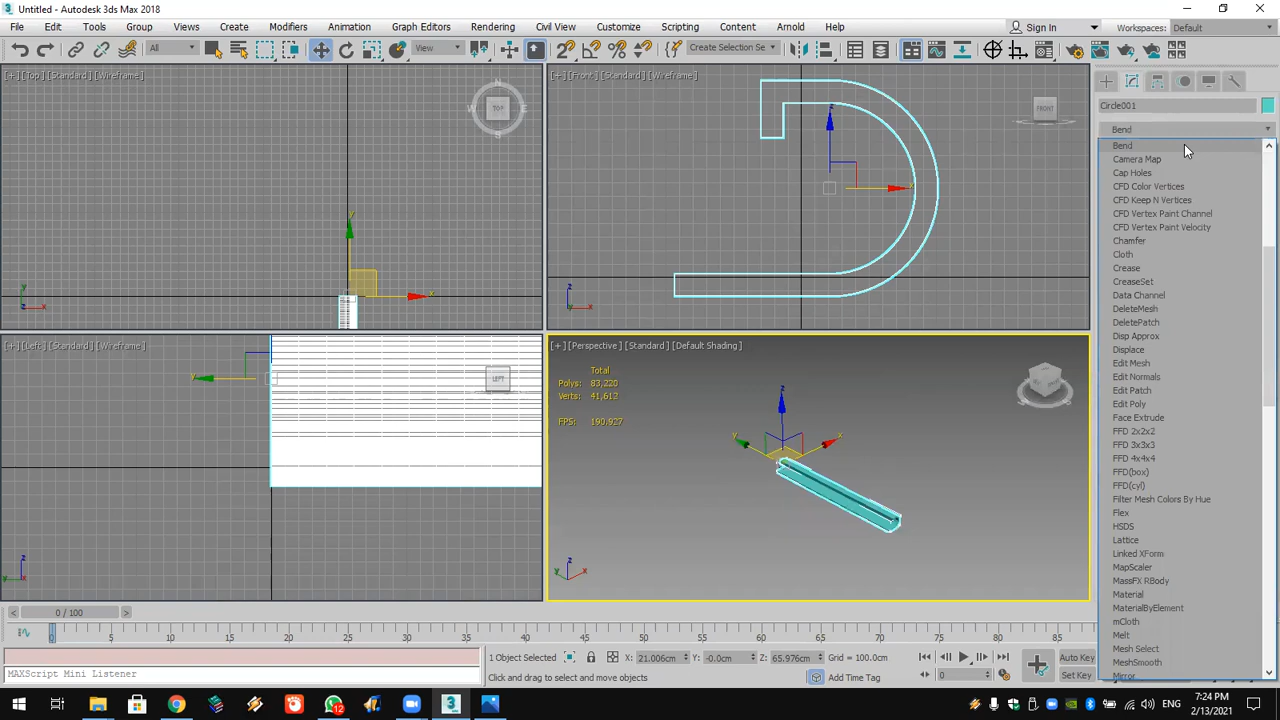 Untitled - Autodesk 3ds Max 2018
File Edit Tools Group Views Create Modifiers Animation Graph Editors Rendering Civil View Customize Scripting Content Arnold Help Sign In Workspaces: Default
All View Create Selection Se
[+] [Top] [Standard] [Wireframe]
[+] [Front] [Standard] [Wireframe]
[+] [Left] [Standard] [Wireframe]
[+] [Perspective] [Standard] [Default Shading]
N
TOP
S
FRONT
LEFT
Total
Polys: 83,220
Verts: 41,613
FPS: 190.927
Circle001
Bend
Bend
Camera Map
Cap Holes
CFD Color Vertices
CFD Keep N Vertices
CFD Vertex Paint Channel
CFD Vertex Paint Velocity
Chamfer
Cloth
Crease
CreaseSet
Data Channel
DeleteMesh
DeletePatch
Disp Approx
Displace
Edit Mesh
Edit Normals
Edit Patch
Edit Poly
Face Extrude
FFD 2x2x2
FFD 3x3x3
FFD 4x4x4
FFD(box)
FFD(cyl)
Filter Mesh Colors By Hue
Flex
HSDS
Lattice
Linked XForm
MapScaler
MassFX RBody
Material
MaterialByElement
mCloth
Melt
Mesh Select
MeshSmooth
Mirror
0 / 100
0 5 10 15 20 25 30 35 40 45 50 55 60 65 70 75 80 85
1 Object Selected X: 21.006cm Y: -0.0cm Z: 65.976cm Grid = 100.0cm
Auto Key
MAXScript Mini Listener
Click and drag to select and move objects
Add Time Tag
0
Set Key
12
ENG
7:24 PM
2/13/2021